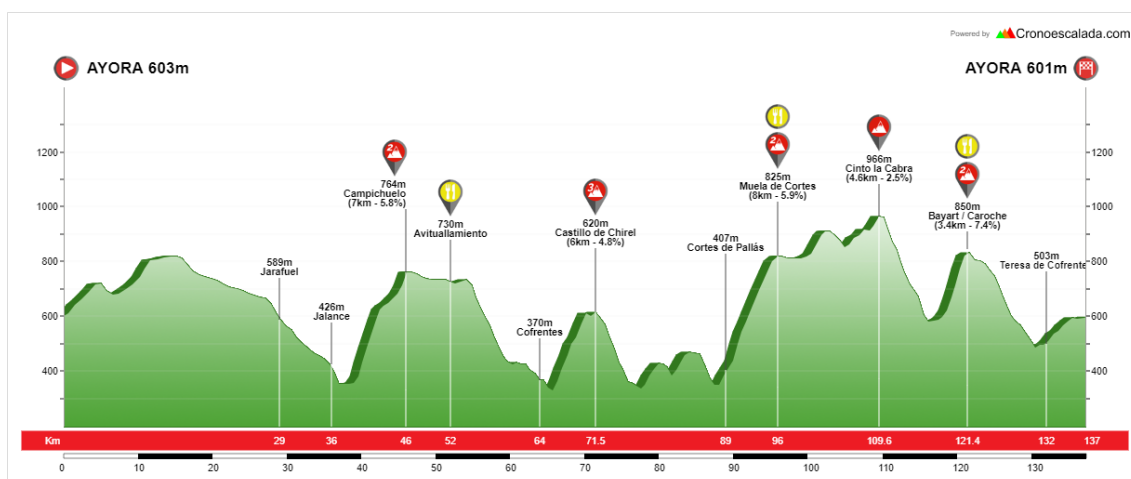 Powered by Cronoescalada.com
AYORA 603m
AYORA 601m
1200
1000
800
600
400
1200
1000
800
600
400
589m
Jarafuel
426m
Jalance
2
764m
Campichuelo
(7km - 5.8%)
730m
Avituallamiento
370m
Cofrentes
3
620m
Castillo de Chirel
(6km - 4.8%)
407m
Cortes de Pallás
2
825m
Muela de Cortes
(8km - 5.9%)
966m
Cinto la Cabra
(4.6km - 2.5%)
2
850m
Bayart / Caroche
(3.4km - 7.4%)
503m
Teresa de Cofrente
Km 29 36 46 52 64 71.5 89 96 109.6 121.4 132 137
0 10 20 30 40 50 60 70 80 90 100 110 120 130